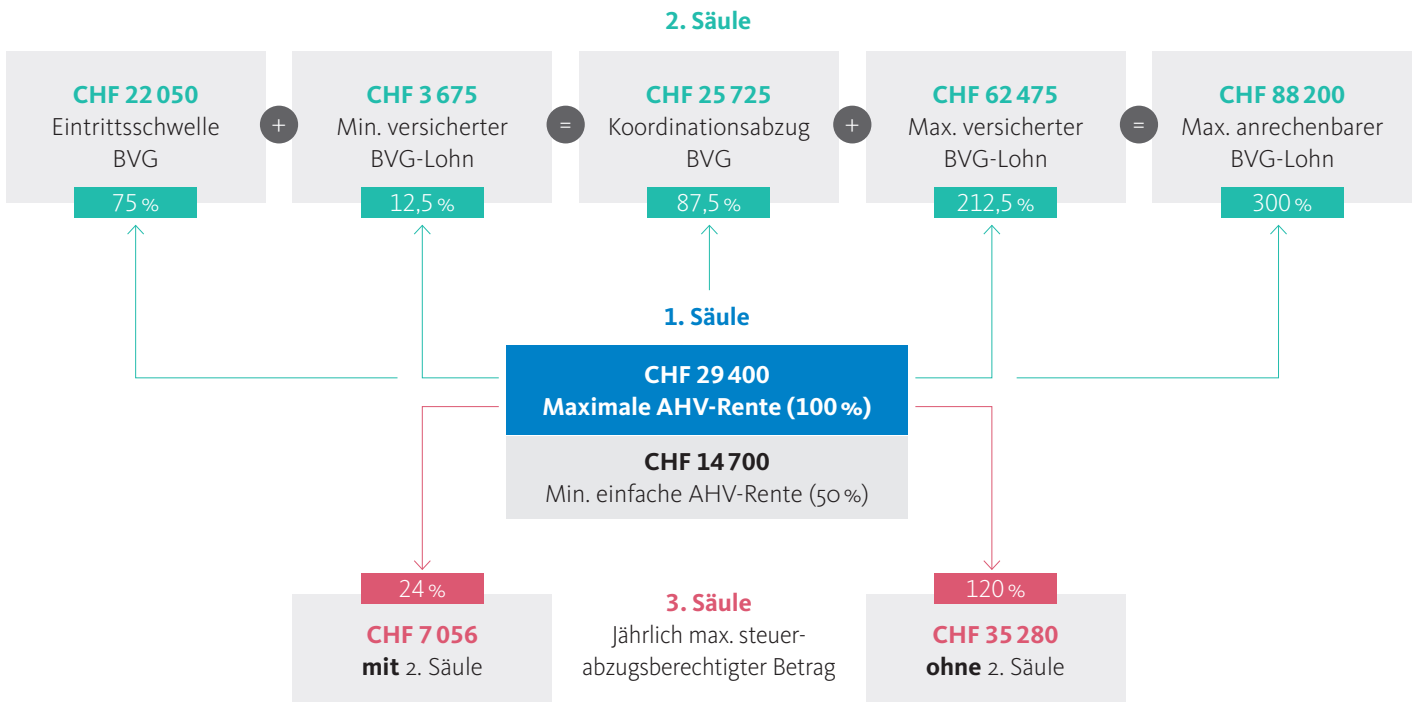 2. Säule
CHF 22 050
Eintrittsschwelle
BVG
75 %
+
CHF 3 675
Min. versicherter
BVG-Lohn
12,5 %
=
CHF 25 725
Koordinationsabzug
BVG
87,5 %
+
CHF 62 475
Max. versicherter
BVG-Lohn
212,5 %
=
CHF 88 200
Max. anrechenbarer
BVG-Lohn
300 %
1. Säule
CHF 29 400
Maximale AHV-Rente (100 %)
CHF 14 700
Min. einfache AHV-Rente (50 %)
24 %
CHF 7 056
mit 2. Säule
3. Säule
Jährlich max. steuer-
abzugsberechtigter Betrag
120 %
CHF 35 280
ohne 2. Säule